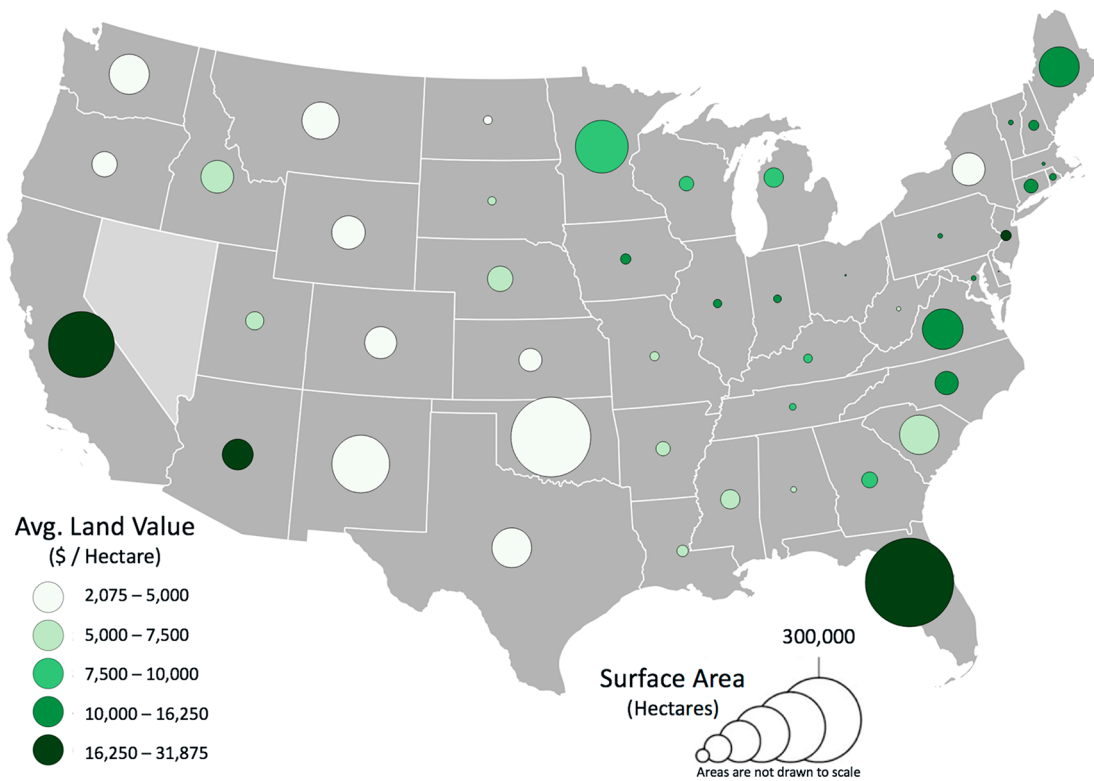 Avg. Land Value
($ / Hectare)
2,075 – 5,000
5,000 – 7,500
7,500 – 10,000
10,000 – 16,250
16,250 – 31,875
300,000
Surface Area
(Hectares)
Areas are not drawn to scale